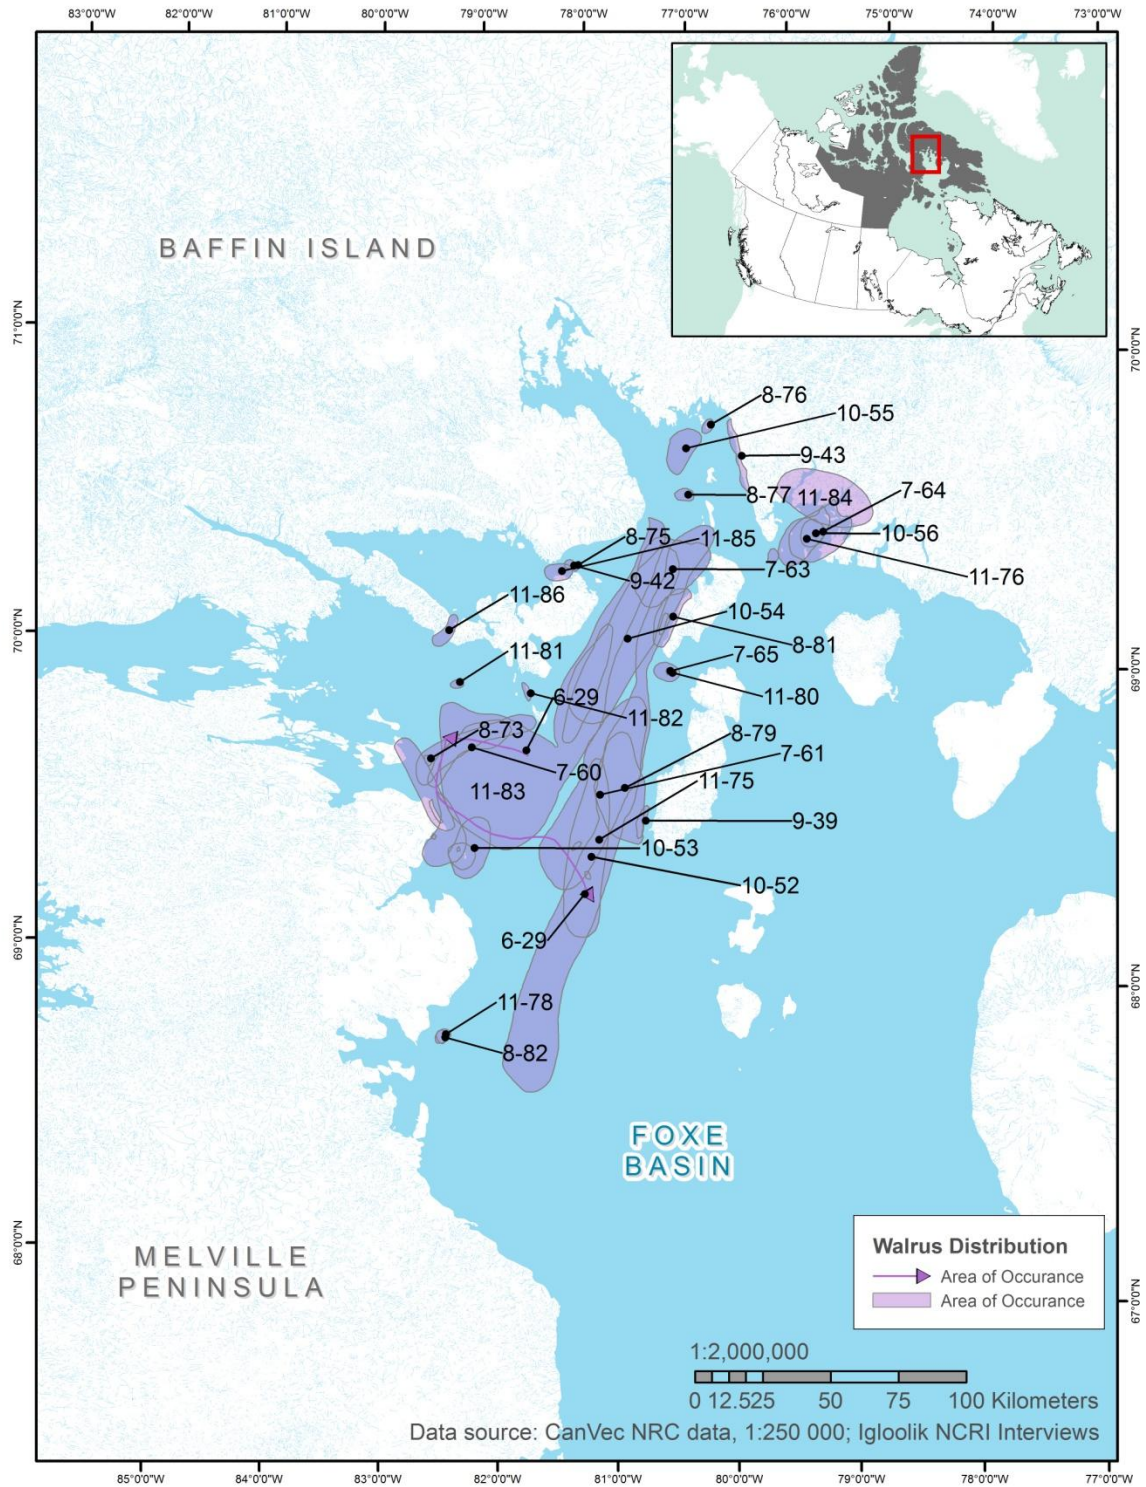 83°0'0"W 82°0'0"W 81°0'0"W 80°0'0"W 79°0'0"W 78°0'0"W 77°0'0"W 76°0'0"W 75°0'0"W 74°0'0"W 73°0'0"W
BAFFIN ISLAND
71°0'0"N
70°0'0"N
8-76
10-55
9-43
8-77
11-84
7-64
8-75
11-85
10-56
9-42
7-63
11-76
11-86
10-54
70°0'0"N
8-81
11-81
7-65
69°0'0"N
6-29
11-80
11-82
8-73
8-79
7-61
7-60
11-75
11-83
9-39
10-53
10-52
6-29
69°0'0"N
68°0'0"N
11-78
8-82
FOXE
BASIN
68°0'0"N
MELVILLE
PENINSULA
Walrus Distribution
Area of Occurance
Area of Occurance
67°0'0"N
1:2,000,000
0 12.525 50 75 100 Kilometers
Data source: CanVec NRC data, 1:250 000; Igloolik NCRI Interviews
85°0'0"W 84°0'0"W 83°0'0"W 82°0'0"W 81°0'0"W 80°0'0"W 79°0'0"W 78°0'0"W 77°0'0"W